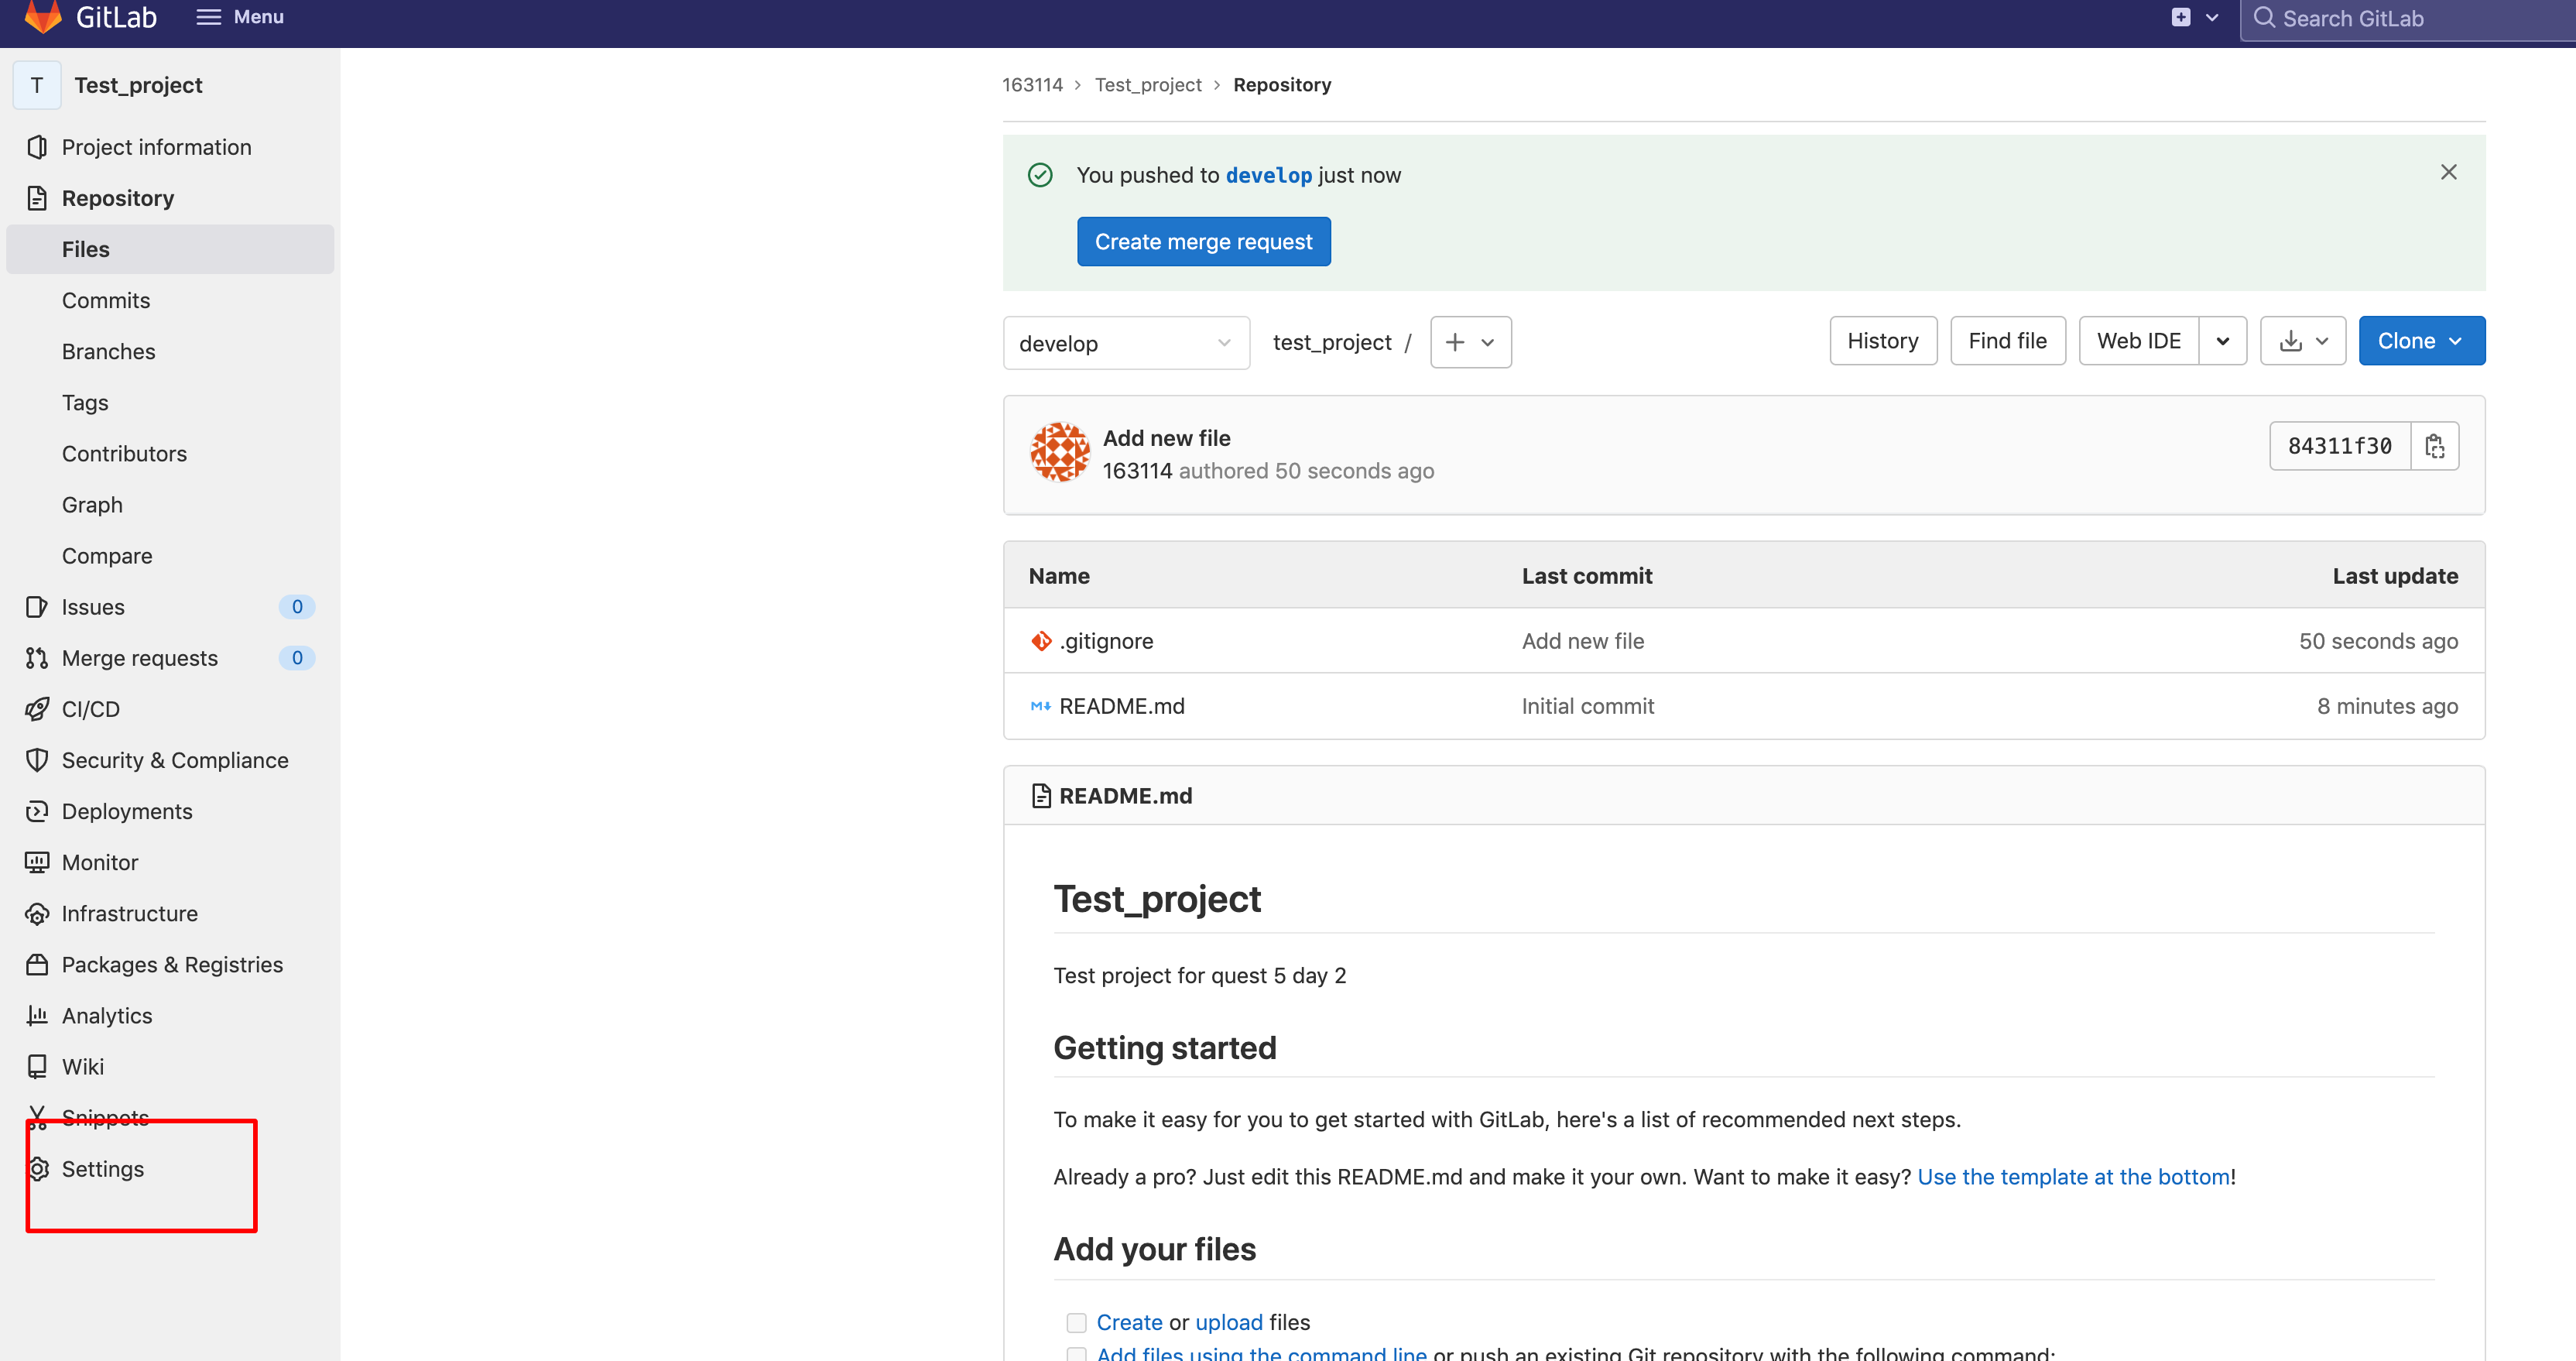 GitLab
Menu
Search GitLab
T Test_project
Project information
Repository
Files
Commits
Branches
Tags
Contributors
Graph
Compare
Issues 0
Merge requests 0
CI/CD
Security & Compliance
Deployments
Monitor
Infrastructure
Packages & Registries
Analytics
Wiki
Snippets
Settings
163114 › Test_project › Repository
You pushed to develop just now
Create merge request
develop
test_project /
History
Find file
Web IDE
Clone
Add new file
163114 authored 50 seconds ago
84311f30
Name Last commit Last update
.gitignore Add new file 50 seconds ago
README.md Initial commit 8 minutes ago
README.md
Test_project
Test project for quest 5 day 2
Getting started
To make it easy for you to get started with GitLab, here's a list of recommended next steps.
Already a pro? Just edit this README.md and make it your own. Want to make it easy? Use the template at the bottom!
Add your files
Create or upload files
Add files using the command line or push an existing Git repository with the following command: